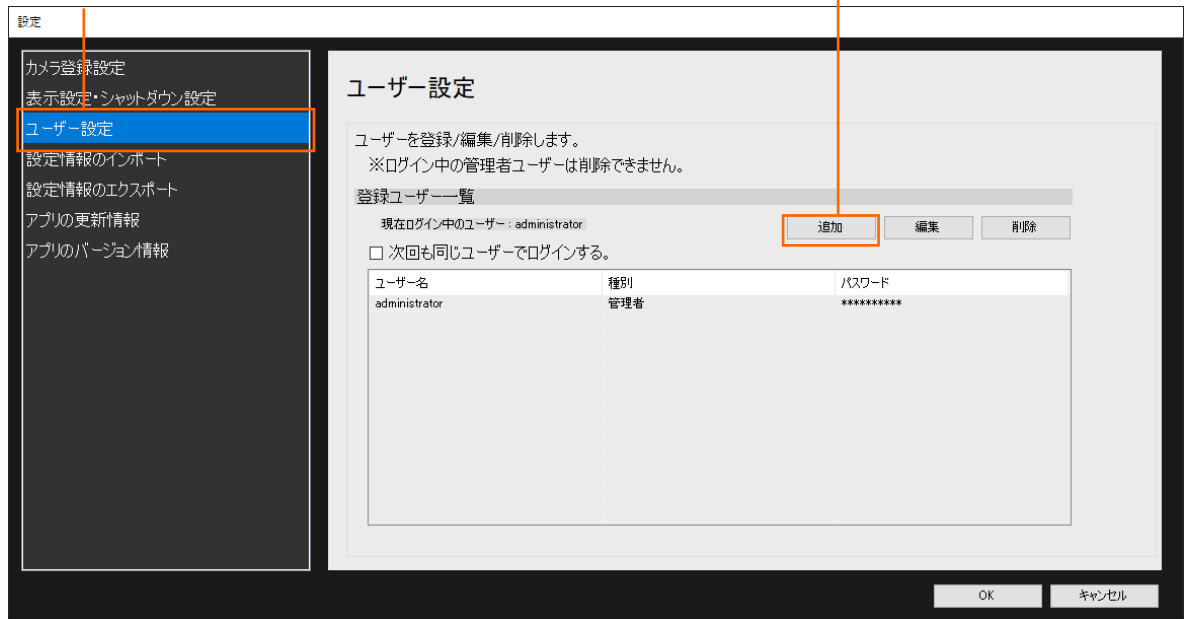 設定
カメラ登録設定
表示設定・シャットダウン設定
ユーザー設定
設定情報のインポート
設定情報のエクスポート
アプリの更新情報
アプリのバージョン情報
ユーザー設定
ユーザーを登録/編集/削除します。
※ログイン中の管理者ユーザーは削除できません。
登録ユーザー一覧
現在ログイン中のユーザー : administrator
追加 編集 削除
次回も同じユーザーでログインする。
ユーザー名 種別 パスワード
administrator 管理者 **********
OK キャンセル